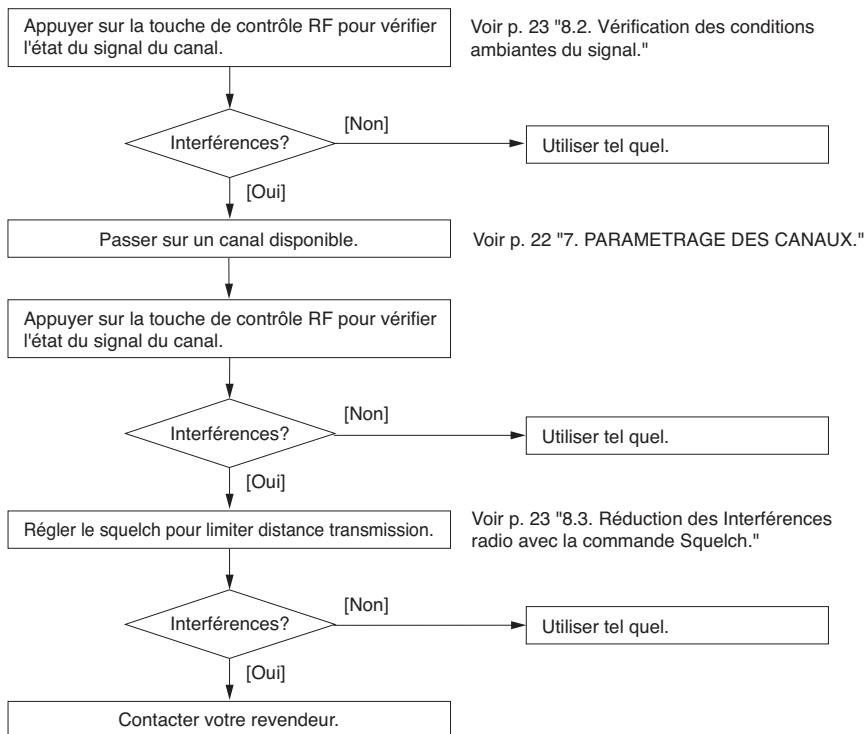 Appuyer sur la touche de contrôle RF pour vérifier
l'état du signal du canal.
Voir p. 23 "8.2. Vérification des conditions
ambiantes du signal."
Interférences?
[Non]
Utiliser tel quel.
[Oui]
Passer sur un canal disponible.
Voir p. 22 "7. PARAMETRAGE DES CANAUX."
Appuyer sur la touche de contrôle RF pour vérifier
l'état du signal du canal.
Interférences?
[Non]
Utiliser tel quel.
[Oui]
Régler le squelch pour limiter distance transmission.
Voir p. 23 "8.3. Réduction des Interférences
radio avec la commande Squelch."
Interférences?
[Non]
Utiliser tel quel.
[Oui]
Contacter votre revendeur.